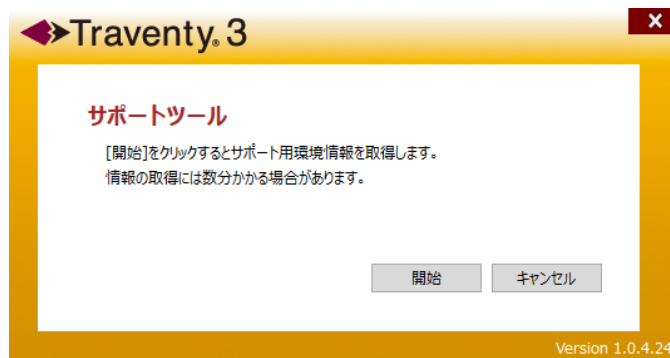 Traventy® 3
サポートツール
[開始]をクリックするとサポート用環境情報を取得します。
情報の取得には数分かかる場合があります。
開始 キャンセル
Version 1.0.4.24